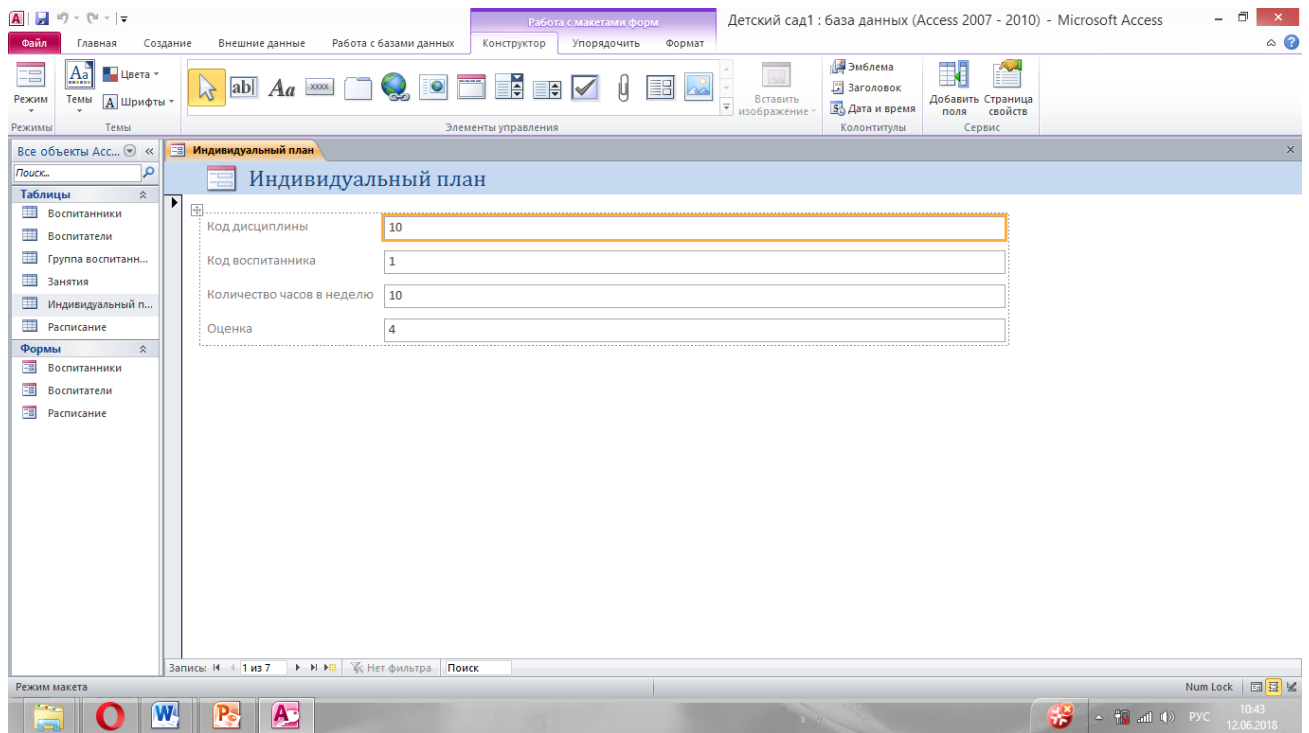 Работа с макетами форм
Детский сад1 : база данных (Access 2007 - 2010) - Microsoft Access
Файл Главная Создание Внешние данные Работа с базами данных Конструктор Упорядочить Формат
Режим
Темы
Цвета
Шрифты
Aa
ab
Aa
xxxx
Вставить изображение
Эмблема
Заголовок
Дата и время
Добавить поля
Страница свойств
Режимы Темы Элементы управления Колонтитулы Сервис
Все объекты Acc...
Поиск...
Таблицы
Воспитанники
Воспитатели
Группа воспитанн...
Занятия
Индивидуальный п...
Расписание
Формы
Воспитанники
Воспитатели
Расписание
Индивидуальный план
Индивидуальный план
Код дисциплины 10
Код воспитанника 1
Количество часов в неделю 10
Оценка 4
Запись: 1 из 7 Нет фильтра Поиск
Режим макета Num Lock
РУС 10:43
12.06.2018